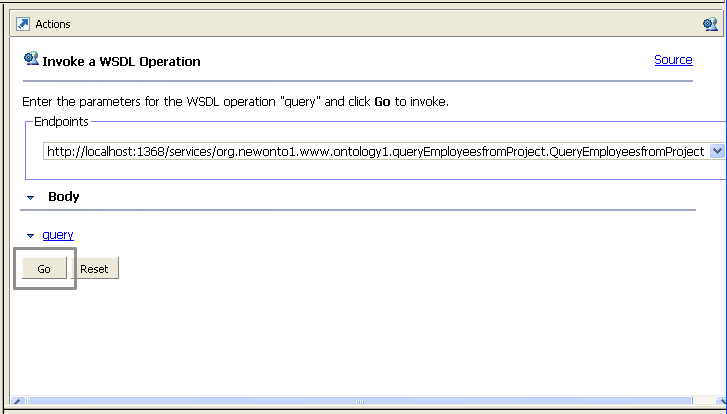 Actions
Invoke a WSDL Operation
Source
Enter the parameters for the WSDL operation "query" and click Go to invoke.
Endpoints
http://localhost:1368/services/org.newonto1.www.ontology1.queryEmployeesfromProject.QueryEmployeesfromProject
Body
query
Go Reset